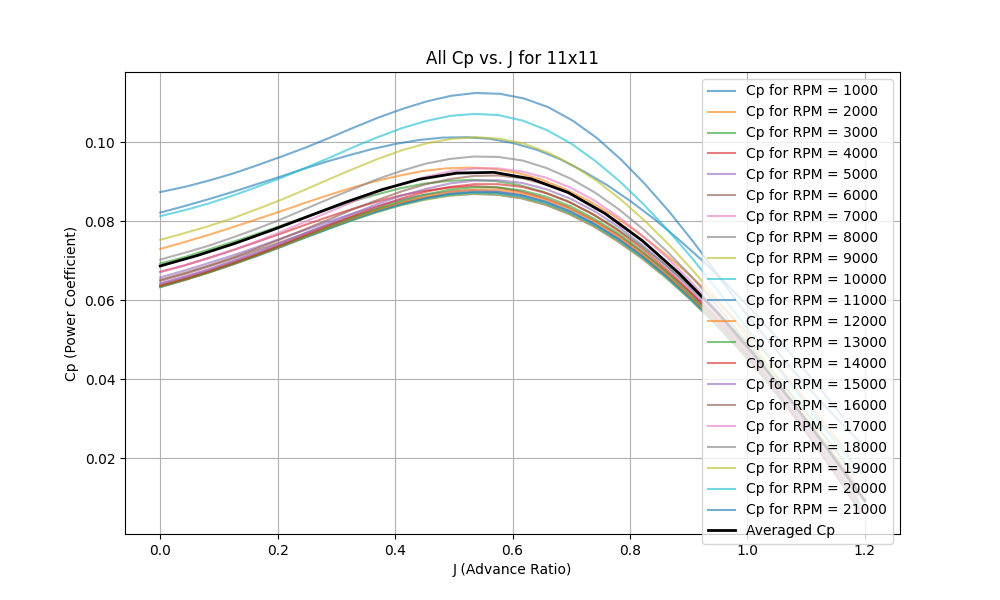 All Cp vs. J for 11x11
Cp (Power Coefficient)
0.10
0.08
0.06
0.04
0.02
0.0
0.2
0.4
0.6
0.8
1.0
1.2
J (Advance Ratio)
Cp for RPM = 1000
Cp for RPM = 2000
Cp for RPM = 3000
Cp for RPM = 4000
Cp for RPM = 5000
Cp for RPM = 6000
Cp for RPM = 7000
Cp for RPM = 8000
Cp for RPM = 9000
Cp for RPM = 10000
Cp for RPM = 11000
Cp for RPM = 12000
Cp for RPM = 13000
Cp for RPM = 14000
Cp for RPM = 15000
Cp for RPM = 16000
Cp for RPM = 17000
Cp for RPM = 18000
Cp for RPM = 19000
Cp for RPM = 20000
Cp for RPM = 21000
Averaged Cp